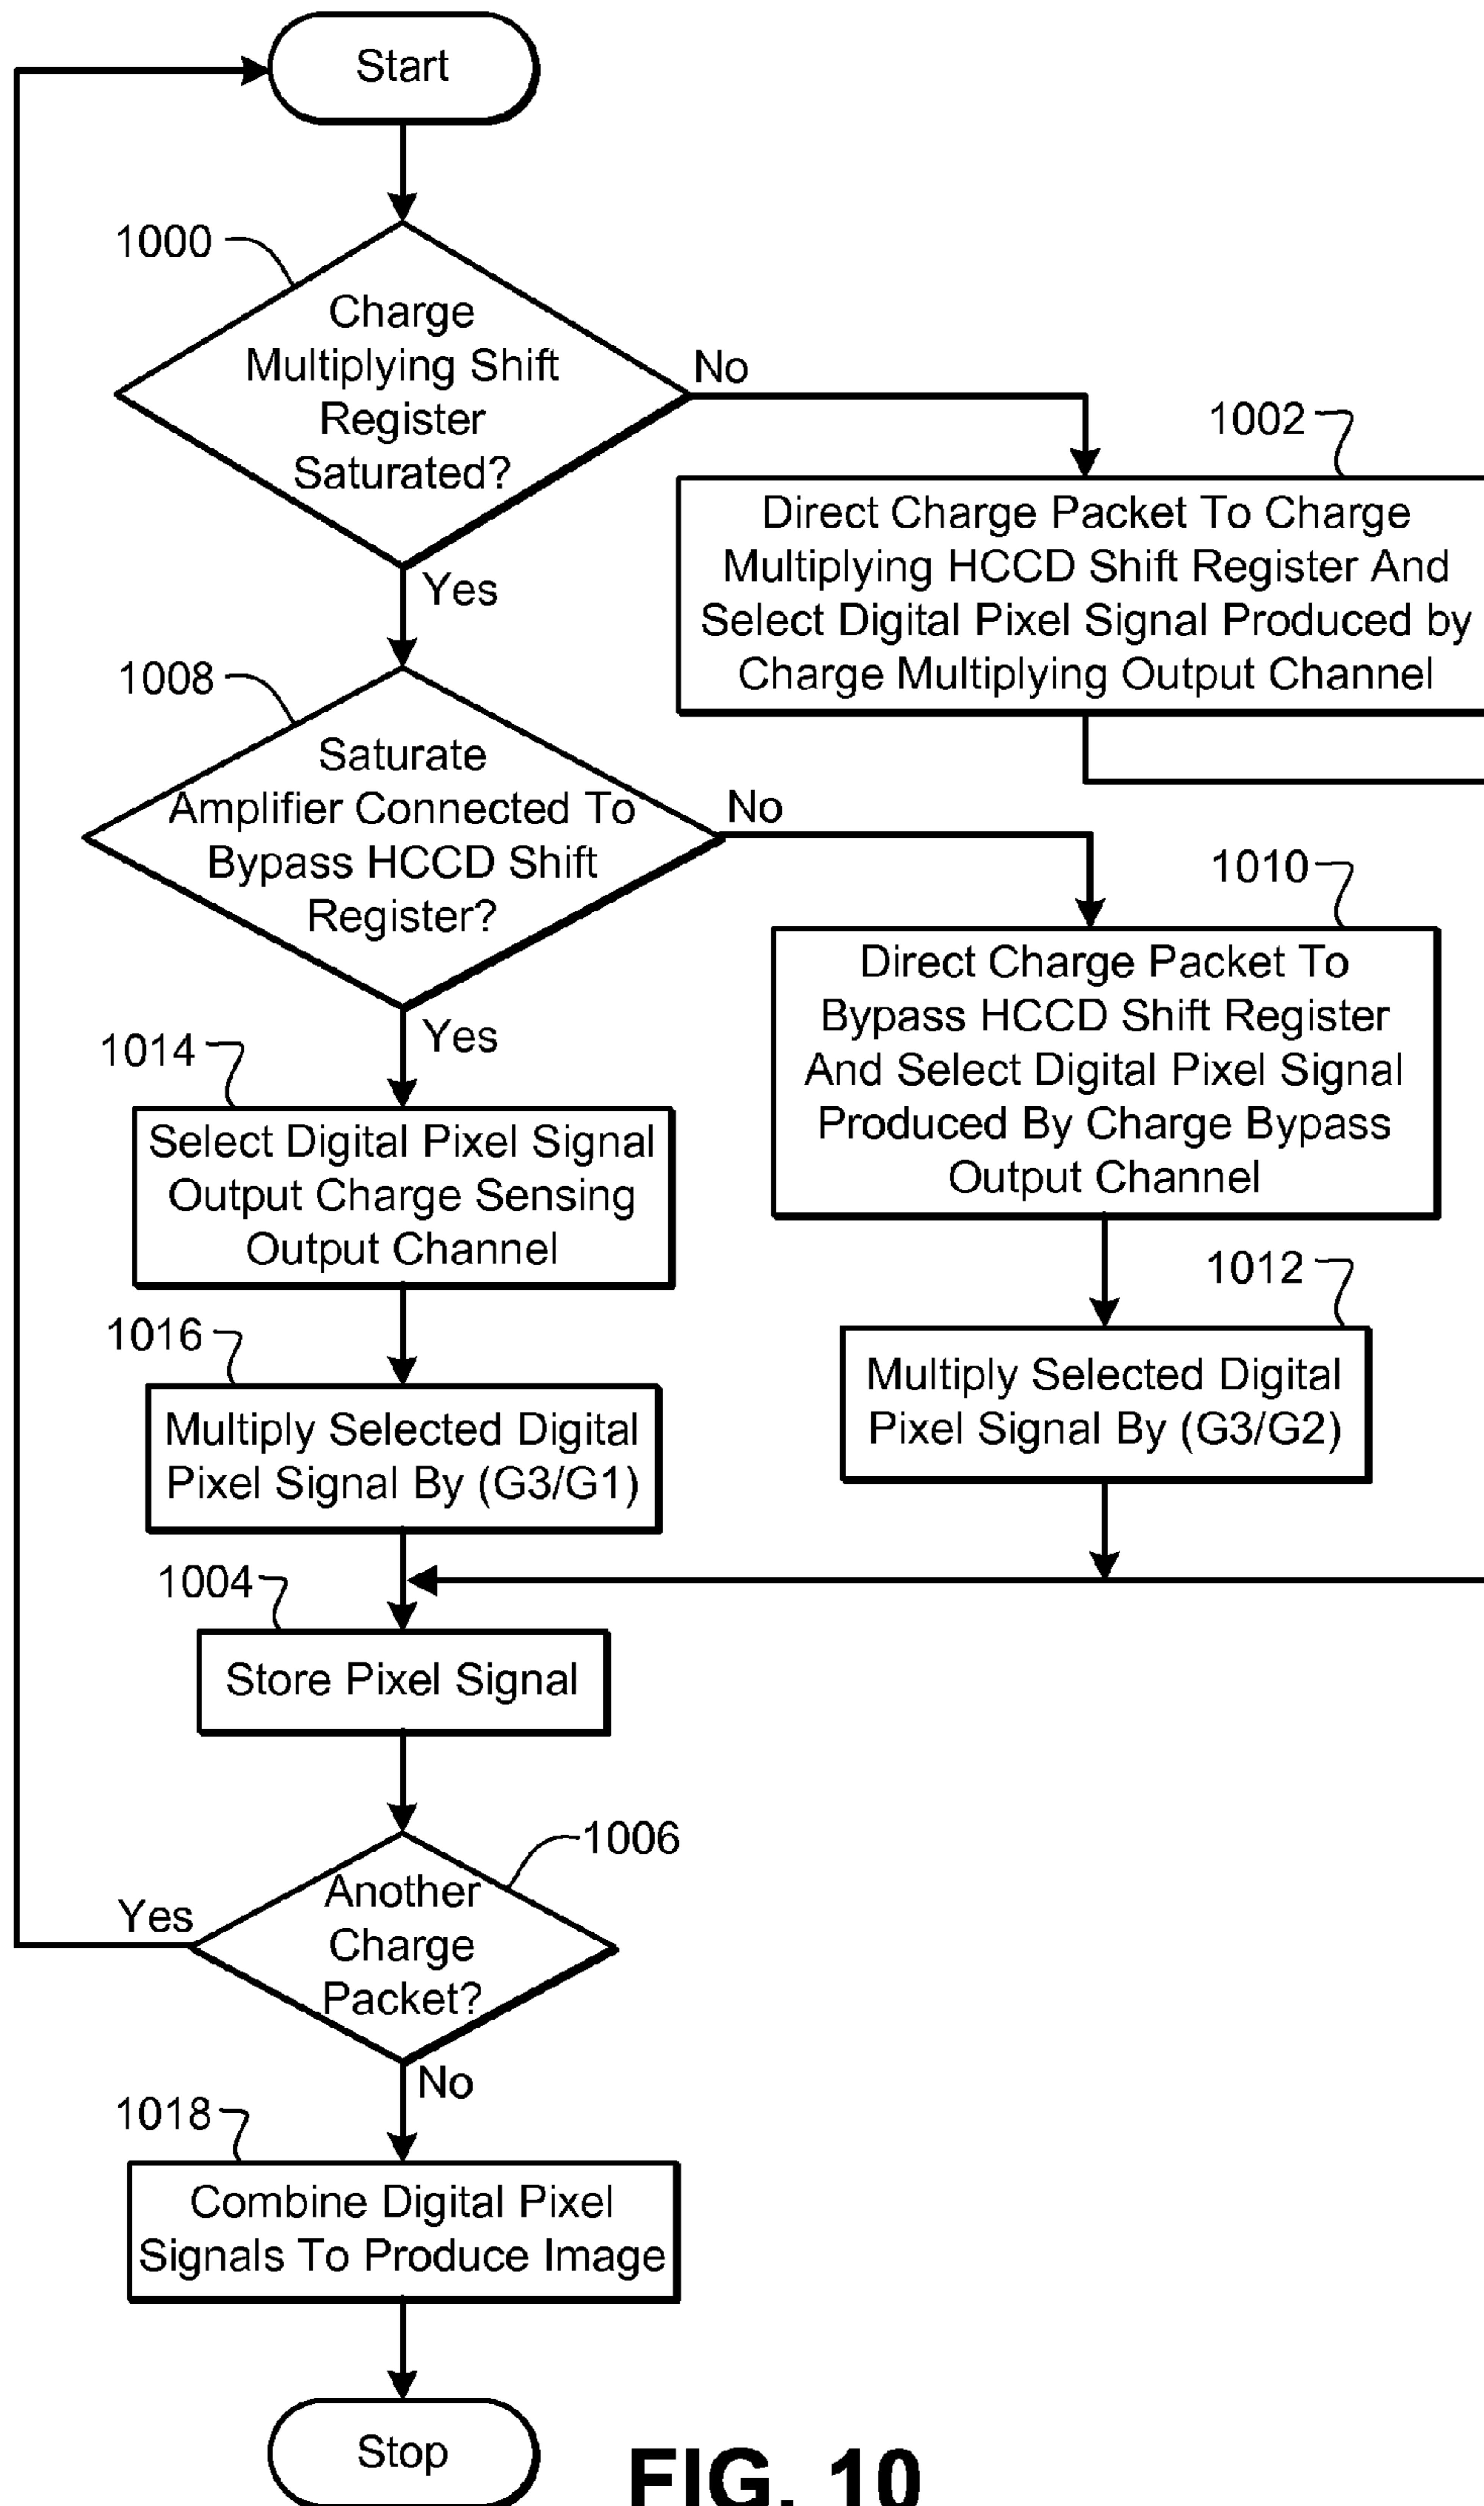 Start
1000
Charge
Multiplying Shift
Register
Saturated?
No
Yes
1002
Direct Charge Packet To Charge
Multiplying HCCD Shift Register And
Select Digital Pixel Signal Produced by
Charge Multiplying Output Channel
1008
Saturate
Amplifier Connected To
Bypass HCCD Shift
Register?
No
Yes
1010
Direct Charge Packet To
Bypass HCCD Shift Register
And Select Digital Pixel Signal
Produced By Charge Bypass
Output Channel
1014
Select Digital Pixel Signal
Output Charge Sensing
Output Channel
1012
Multiply Selected Digital
Pixel Signal By (G3/G2)
1016
Multiply Selected Digital
Pixel Signal By (G3/G1)
1004
Store Pixel Signal
1006
Another
Charge
Packet?
Yes
No
1018
Combine Digital Pixel
Signals To Produce Image
Stop
FIG. 10